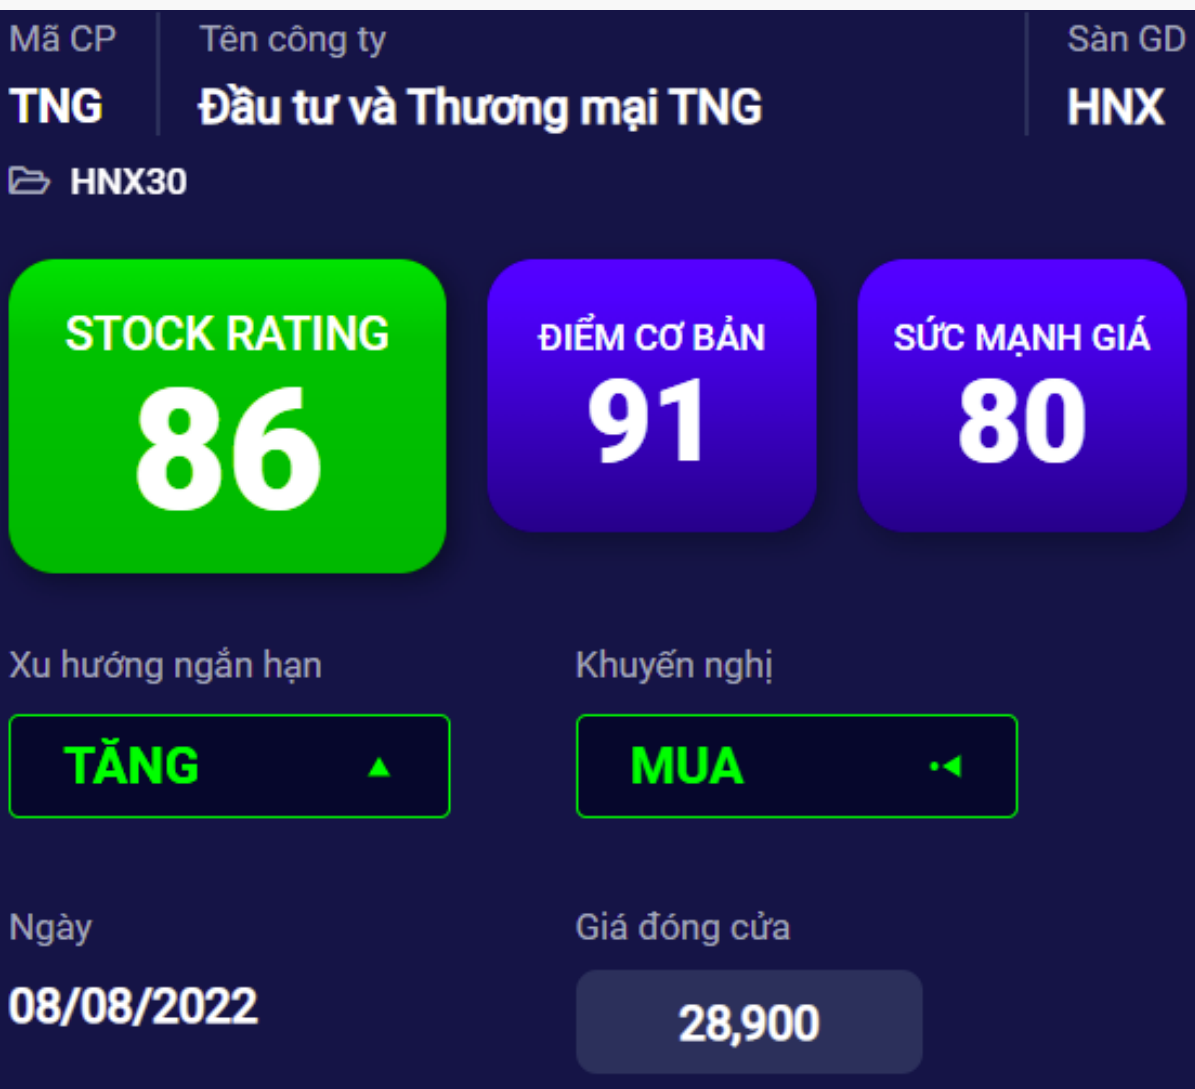 Mã CP Tên công ty Sàn GD
TNG Đầu tư và Thương mại TNG HNX
HNX30
STOCK RATING ĐIỂM CƠ BẢN SỨC MẠNH GIÁ
86 91 80
Xu hướng ngắn hạn Khuyến nghị
TĂNG MUA
Ngày Giá đóng cửa
08/08/2022 28,900